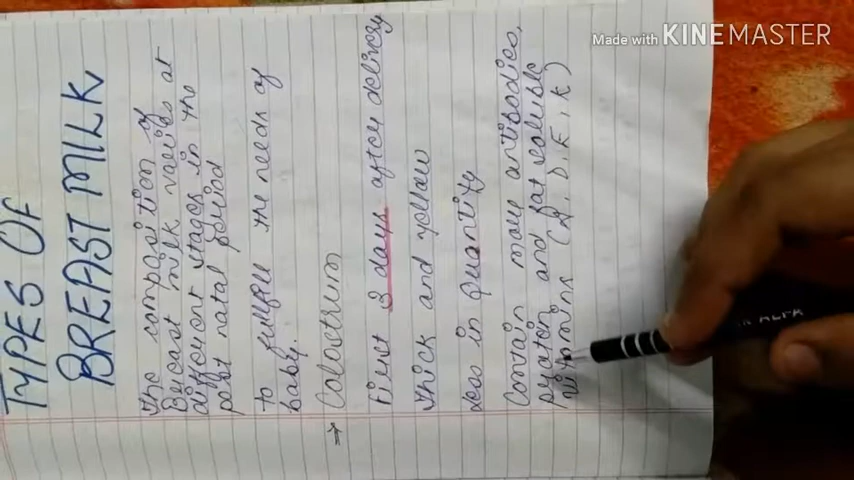 TYPES OF
BREAST MILK
The composition of
Breast milk varies at
different stages in the
post natal period
to fulfill the needs of
baby.
→ Colostrum
First 3 days after delivery
Thick and yellow
Less in quantity
Contain more antibodies,
protein and fat soluble
vitamins (A, D, E, K)
Made with KINEMASTER